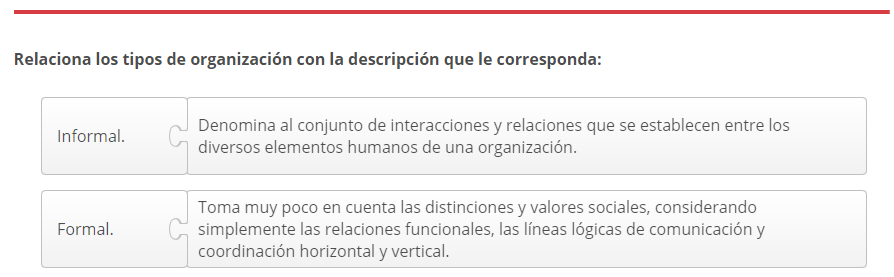 Relaciona los tipos de organización con la descripción que le corresponda:
Informal.
Denomina al conjunto de interacciones y relaciones que se establecen entre los
diversos elementos humanos de una organización.
Formal.
Toma muy poco en cuenta las distinciones y valores sociales, considerando
simplemente las relaciones funcionales, las líneas lógicas de comunicación y
coordinación horizontal y vertical.